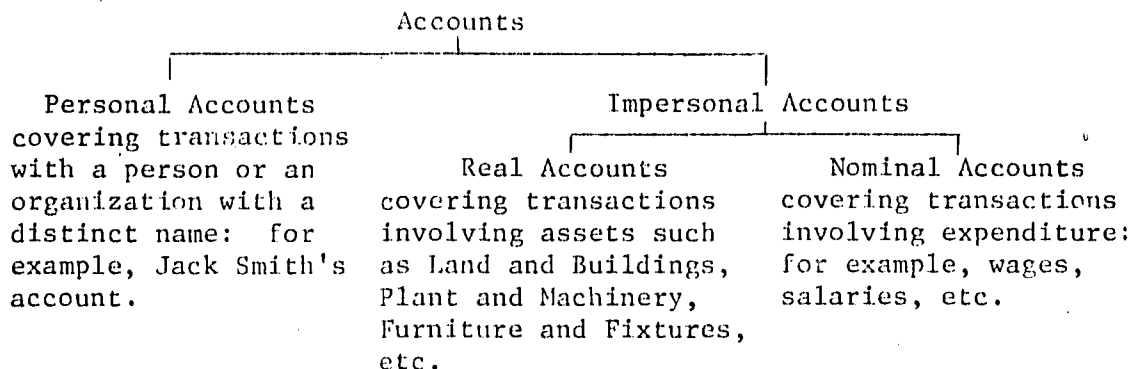 Accounts
Personal Accounts
covering transactions
with a person or an
organization with a
distinct name: for
example, Jack Smith's
account.
Impersonal Accounts
Real Accounts
covering transactions
involving assets such
as Land and Buildings,
Plant and Machinery,
Furniture and Fixtures,
etc.
Nominal Accounts
covering transactions
involving expenditure:
for example, wages,
salaries, etc.